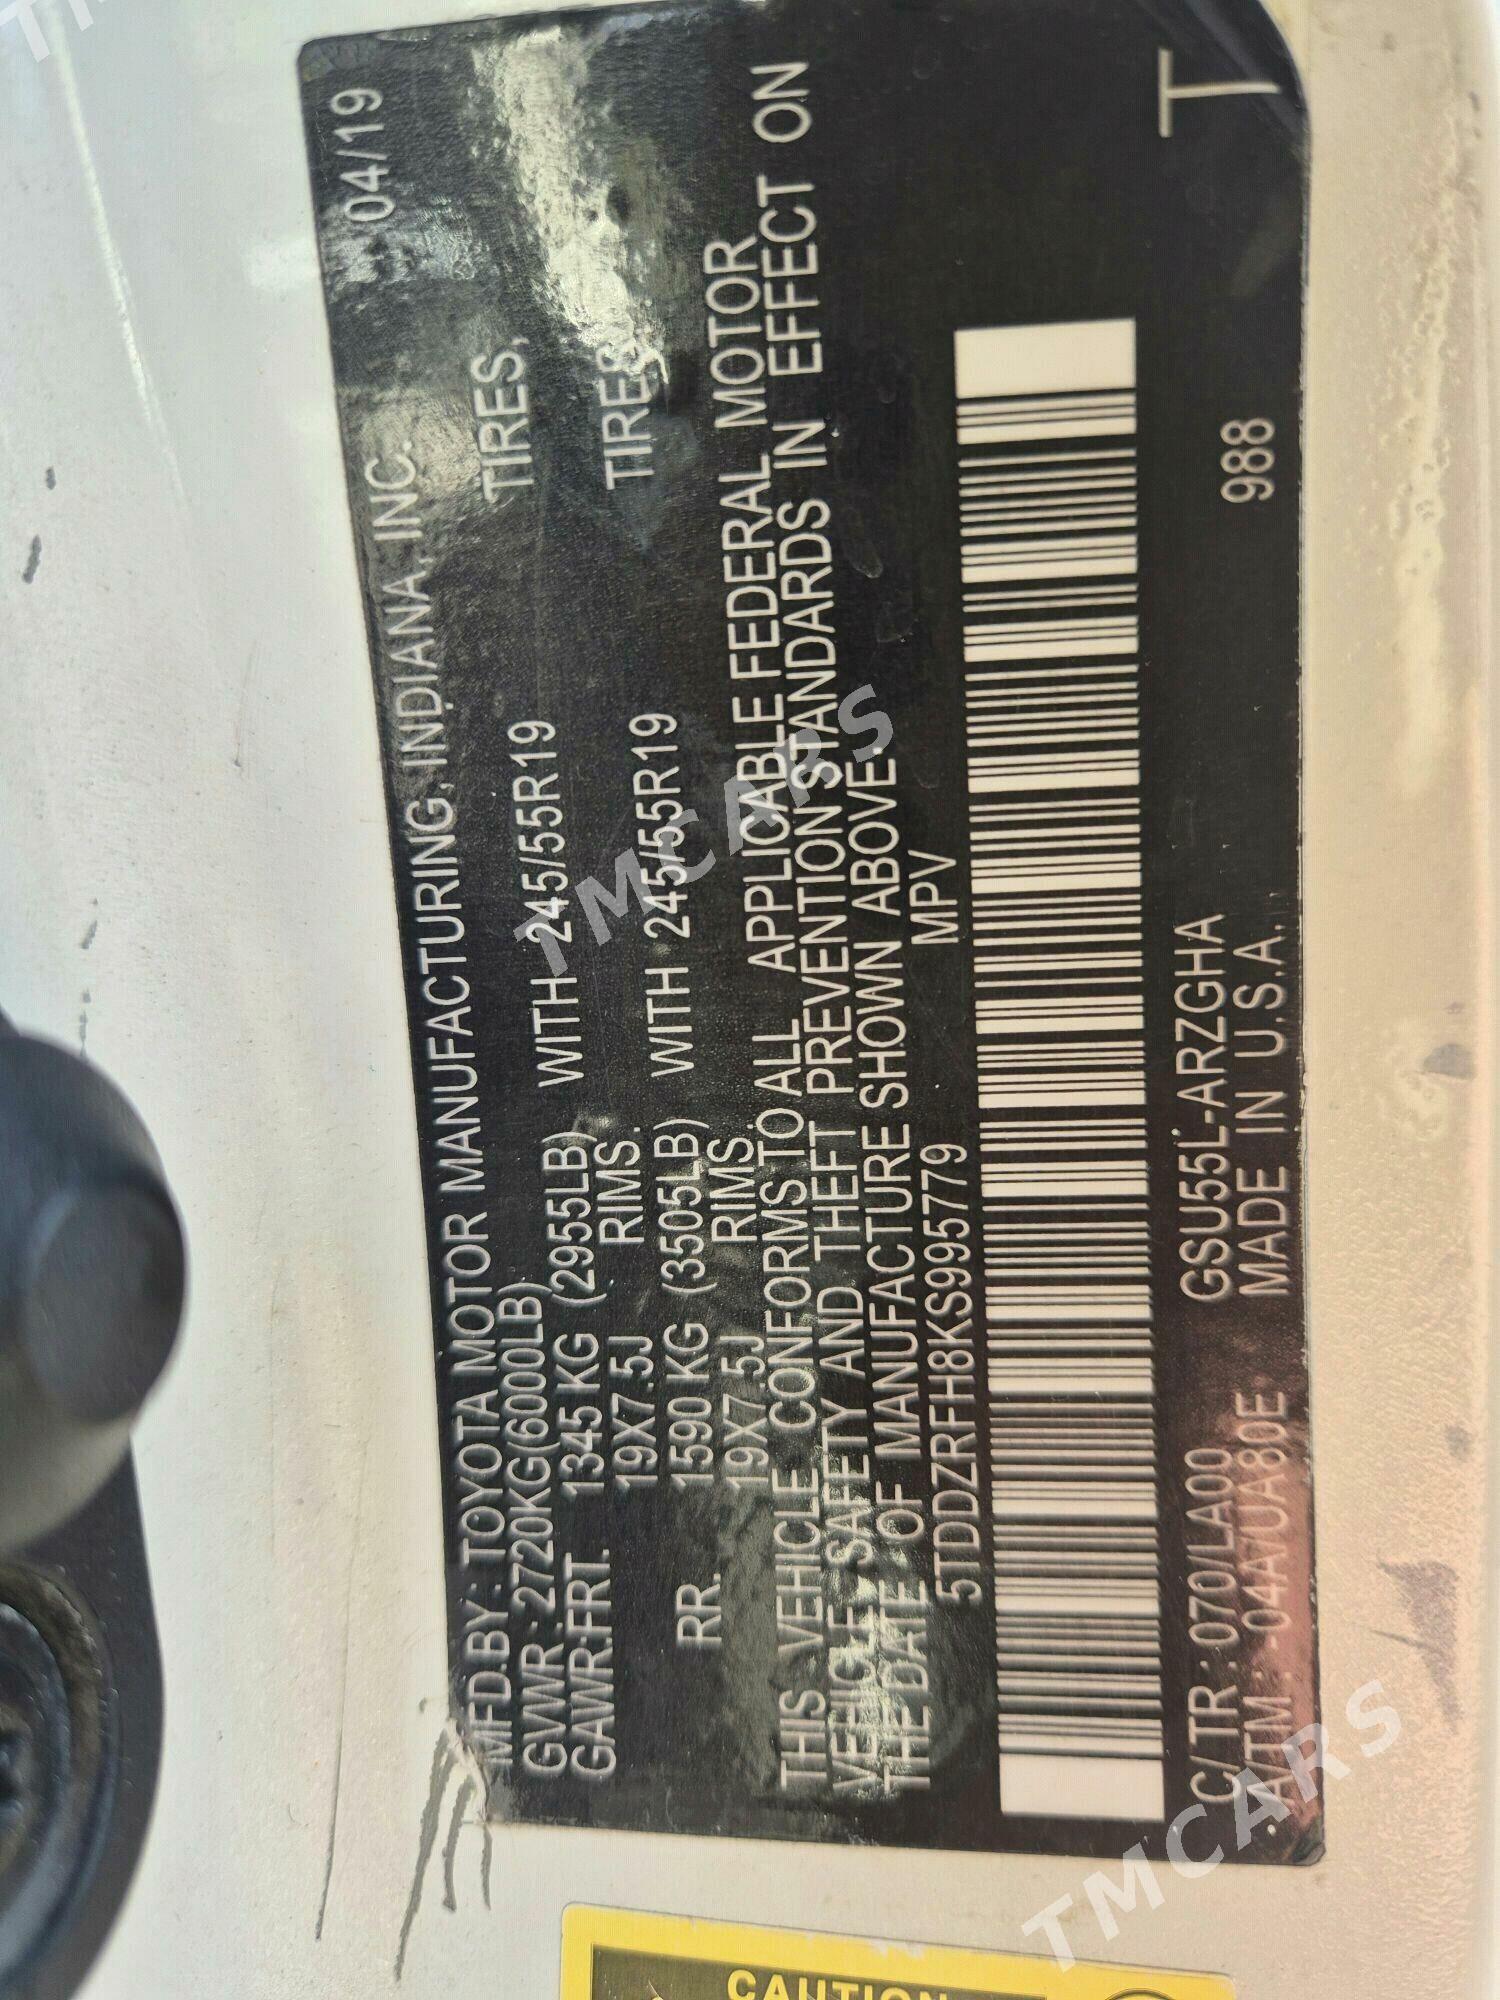 MFD.BY: TOYOTA MOTOR MANUFACTURING, INDIANA, INC. 04/19
GVWR : 2720KG(6000LB)
GAWR:FRT. 1345 KG (2955LB) WITH 245/55R19 TIRES,
19X7.5J RIMS.
RR. 1590 KG (3505LB) WITH 245/55R19 TIRES
19X7.5J RIMS.
THIS VEHICLE CONFORMS TO ALL APPLICABLE FEDERAL MOTOR
VEHICLE SAFETY AND THEFT PREVENTION STANDARDS IN EFFECT ON
THE DATE OF MANUFACTURE SHOWN ABOVE.
5TDDZRFH8KS995779 MPV
C/TR : 070/LA00 GSU55L-ARZGHA 988 T
A/TM : -04A/UA80E MADE IN U.S.A.
CAUTION
TMCARS
TMCARS